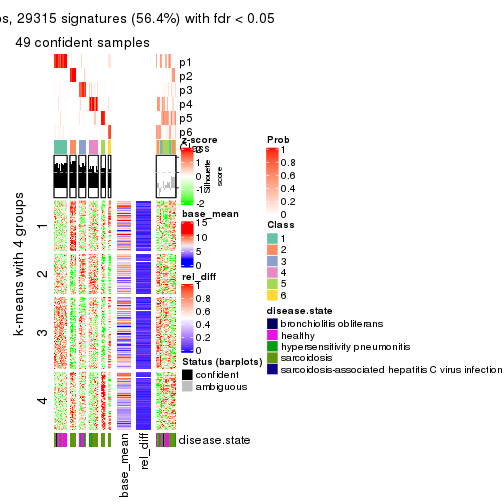 os, 29315 signatures (56.4%) with fdr < 0.05
49 confident samples
p1
p2
p3
p4
p5
p6
Class
Silhouette
score
z-score
2
1
0
-1
-2
base_mean
15
10
5
0
rel_diff
1
0.8
0.6
0.4
0.2
0
Status (barplots)
confident
ambiguous
Prob
1
0.8
0.6
0.4
0.2
0
Class
1
2
3
4
5
6
disease.state
bronchiolitis obliterans
healthy
hypersensitivity pneumonitis
sarcoidosis
sarcoidosis-associated hepatitis C virus infection
k-means with 4 groups
1
2
3
4
base_mean
rel_diff
disease.state